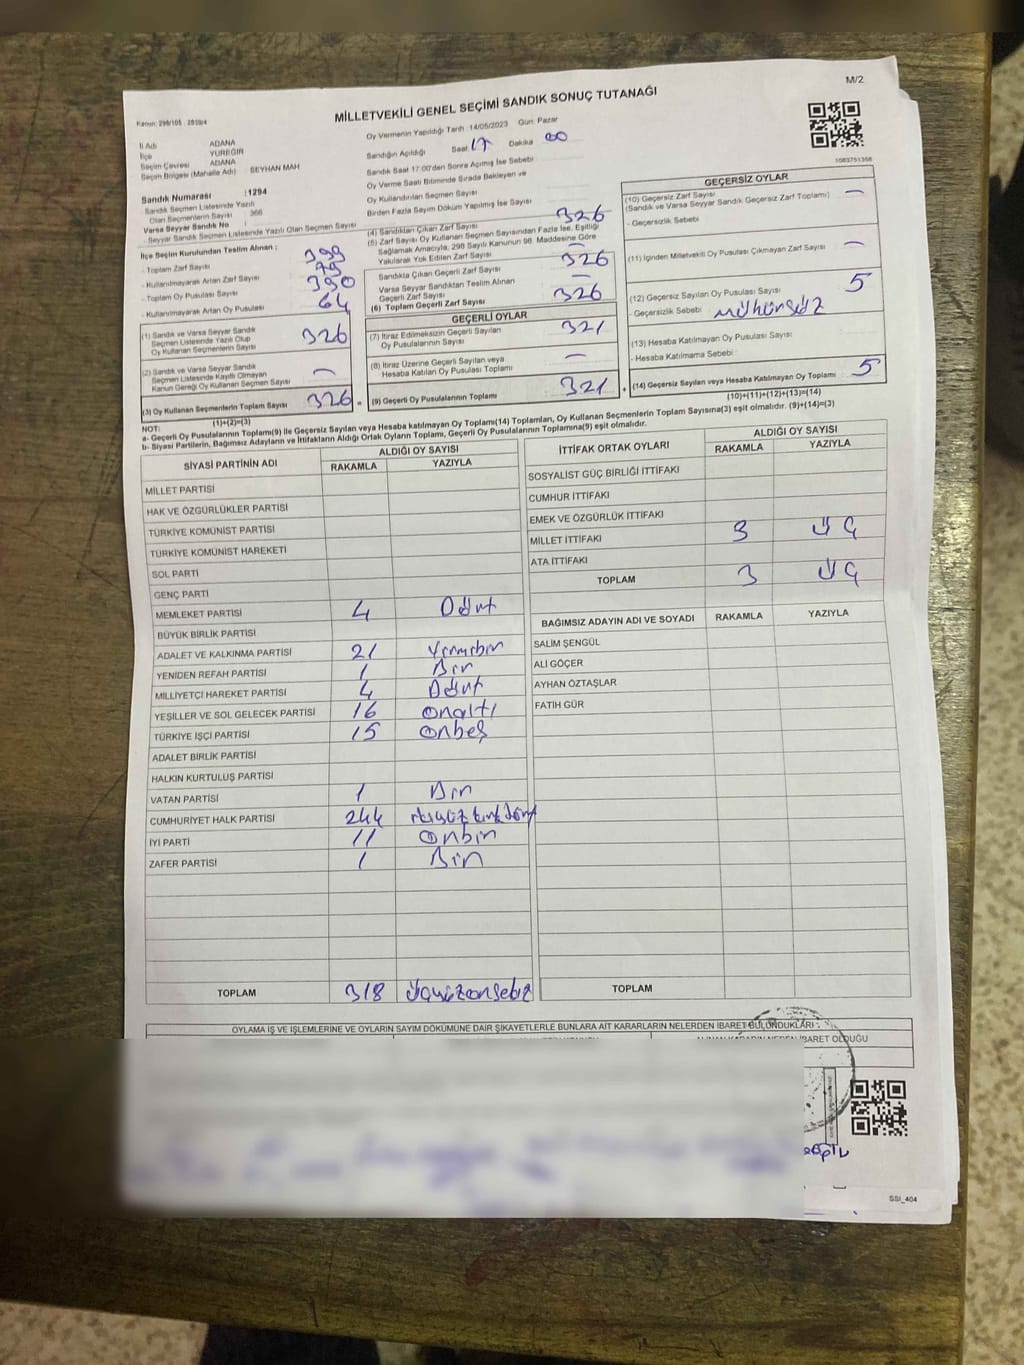 M/2
MİLLETVEKİLİ GENEL SEÇİMİ SANDIK SONUÇ TUTANAĞI
İl Adı ADANA
İlçe YÜREĞİR
Seçim Çevresi ADANA
Seçim Bölgesi (Mahalle Adı) SEYHAN MAH
Sandık Numarası : 1294
Sandık Seçmen Listesinde Yazılı
Olan Seçmenlerin Sayısı : 366
Varsa Seyyar Sandık No :
- Seyyar Sandık Seçmen Listesinde Yazılı Olan Seçmen Sayısı
Oy Vermenin Yapıldığı Tarih :14/05/2023 Gün: Pazar
Sandığın Açıldığı Saat 17 Dakika 00
Sandık Saat 17:00'den Sonra Açmış İse Sebebi
Oy Verme Saati Bitiminde Sırada Bekleyen ve
Oy Kullandırılan Seçmen Sayısı
Birden Fazla Sayım Döküm Yapılmış İse Sayısı
İlçe Seçim Kurulundan Teslim Alınan :
- Toplam Zarf Sayısı
- Kullanılmayarak Artan Zarf Sayısı
- Toplam Oy Pusulası Sayısı 390
- Kullanılmayarak Artan Oy Pusulası 64
(1) Sandık ve Varsa Seyyar Sandık
Seçmen Listesinde Yazılı Olup
Oy Kullanan Seçmenlerin Sayısı 326
(2) Sandık ve Varsa Seyyar Sandık
Seçmen Listesinde Kayıtlı Olmayan
Kanun Gereği Oy Kullanan Seçmen Sayısı —
(3) Oy Kullanan Seçmenlerin Toplam Sayısı 326
(1)+(2)=(3)
(4) Sandıktan Çıkan Zarf Sayısı 326
(5) Zarf Sayısı Oy Kullanan Seçmen Sayısından Fazla İse, Eşitliği
Sağlamak Amacıyla, 298 Sayılı Kanunun 98. Maddesine Göre
Yakılarak Yok Edilen Zarf Sayısı
Sandıkta Çıkan Geçerli Zarf Sayısı 326
Varsa Seyyar Sandıktan Teslim Alınan
Geçerli Zarf Sayısı —
(6) Toplam Geçerli Zarf Sayısı 326
GEÇERLİ OYLAR
(7) İtiraz Edilmeksizin Geçerli Sayılan
Oy Pusulalarının Sayısı 321
(8) İtiraz Üzerine Geçerli Sayılan veya
Hesaba Katılan Oy Pusulası Toplamı —
(9) Geçerli Oy Pusulalarının Toplamı 321
1083751356
GEÇERSİZ OYLAR
(10) Geçersiz Zarf Sayısı
(Sandık ve Varsa Seyyar Sandık Geçersiz Zarf Toplamı) —
- Geçersizlik Sebebi
(11) İçinden Milletvekili Oy Pusulası Çıkmayan Zarf Sayısı —
(12) Geçersiz Sayılan Oy Pusulası Sayısı 5
- Geçersizlik Sebebi mühürsüz
(13) Hesaba Katılmayan Oy Pusulası Sayısı
- Hesaba Katılmama Sebebi
(14) Geçersiz Sayılan veya Hesaba Katılmayan Oy Toplamı 5
(10)+(11)+(12)+(13)=(14)
NOT:
a- Geçerli Oy Pusulalarının Toplamı(9) ile Geçersiz Sayılan veya Hesaba katılmayan Oy Toplamı(14) Toplamları, Oy Kullanan Seçmenlerin Toplam Sayısına(3) eşit olmalıdır. (9)+(14)=(3)
b- Siyasi Partilerin, Bağımsız Adayların ve İttifakların Aldığı Ortak Oyların Toplamı, Geçerli Oy Pusulalarının Toplamına(9) eşit olmalıdır.
SİYASİ PARTİNİN ADI ALDIĞI OY SAYISI
RAKAMLA YAZIYLA
MİLLET PARTİSİ
HAK VE ÖZGÜRLÜKLER PARTİSİ
TÜRKİYE KOMÜNİST PARTİSİ
TÜRKİYE KOMÜNİST HAREKETİ
SOL PARTİ
GENÇ PARTİ
MEMLEKET PARTİSİ 4 Dört
BÜYÜK BİRLİK PARTİSİ
ADALET VE KALKINMA PARTİSİ 21 Yirmibir
YENİDEN REFAH PARTİSİ 1 Bir
MİLLİYETÇİ HAREKET PARTİSİ 4 Dört
YEŞİLLER VE SOL GELECEK PARTİSİ 16 onaltı
TÜRKİYE İŞÇİ PARTİSİ 15 onbeş
ADALET BİRLİK PARTİSİ
HALKIN KURTULUŞ PARTİSİ
VATAN PARTİSİ 1 Bir
CUMHURİYET HALK PARTİSİ 244 ikiyüzkırkdört
İYİ PARTİ 11 onbir
ZAFER PARTİSİ 1 Bir
TOPLAM 318 üçyüzonsekiz
İTTİFAK ORTAK OYLARI ALDIĞI OY SAYISI
RAKAMLA YAZIYLA
SOSYALİST GÜÇ BİRLİĞİ İTTİFAKI
CUMHUR İTTİFAKI
EMEK VE ÖZGÜRLÜK İTTİFAKI
MİLLET İTTİFAKI 3 üç
ATA İTTİFAKI
TOPLAM 3 üç
BAĞIMSIZ ADAYIN ADI VE SOYADI RAKAMLA YAZIYLA
SALİM ŞENGÜL
ALİ GÖÇER
AYHAN ÖZTAŞLAR
FATİH GÜR
TOPLAM
OYLAMA İŞ VE İŞLEMLERİNE VE OYLARIN SAYIM DÖKÜMÜNE DAİR ŞİKAYETLERLE BUNLARA AİT KARARLARIN NELERDEN İBARET BULUNDUKLARI :
İBARET OLDUĞU
SSI_404